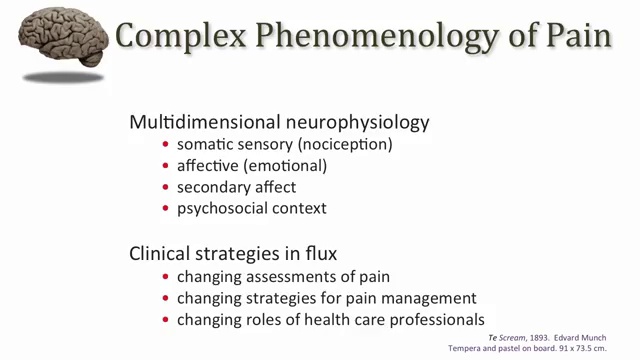 Complex Phenomenology of Pain
Multidimensional neurophysiology
• somatic sensory (nociception)
• affective (emotional)
• secondary affect
• psychosocial context
Clinical strategies in flux
• changing assessments of pain
• changing strategies for pain management
• changing roles of health care professionals
Te Scream, 1893. Edvard Munch
Tempera and pastel on board. 91 x 73.5 cm.